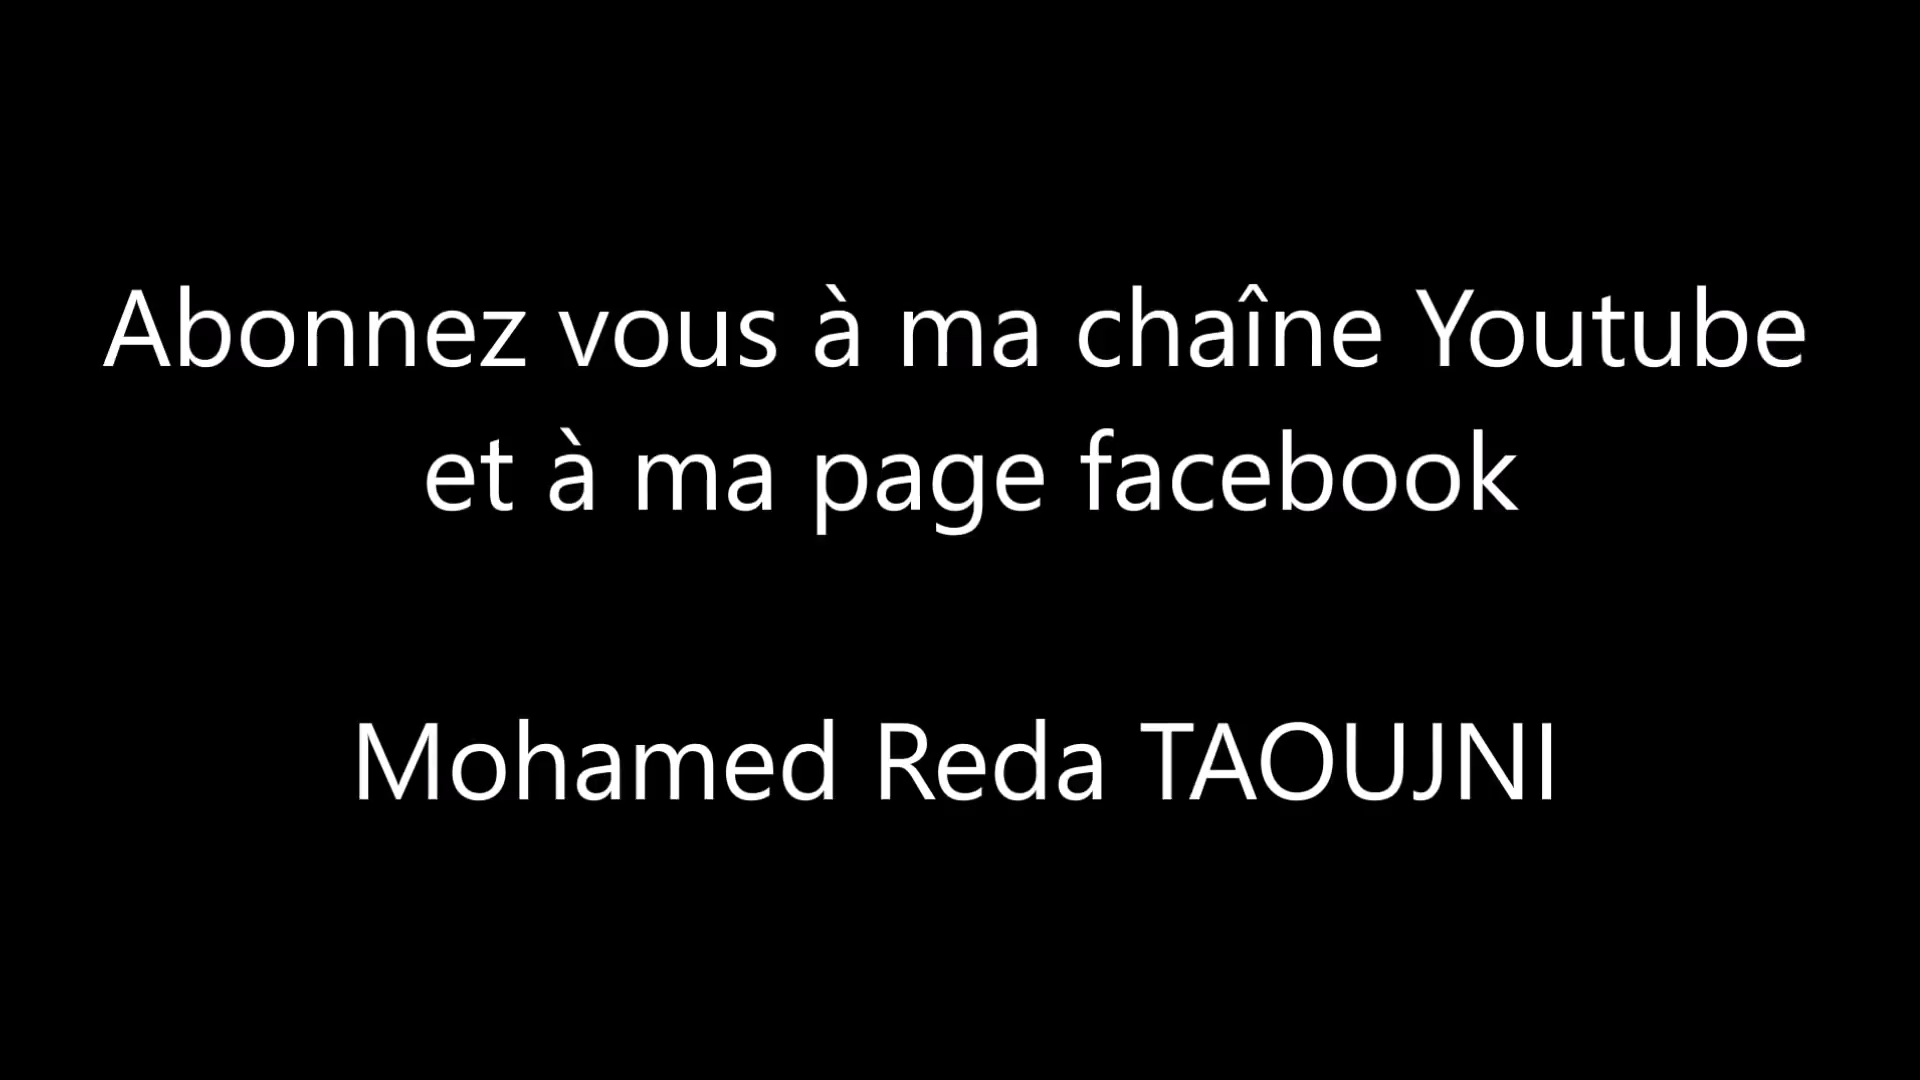 Abonnez vous à ma chaîne Youtube
et à ma page facebook
Mohamed Reda TAOUJNI